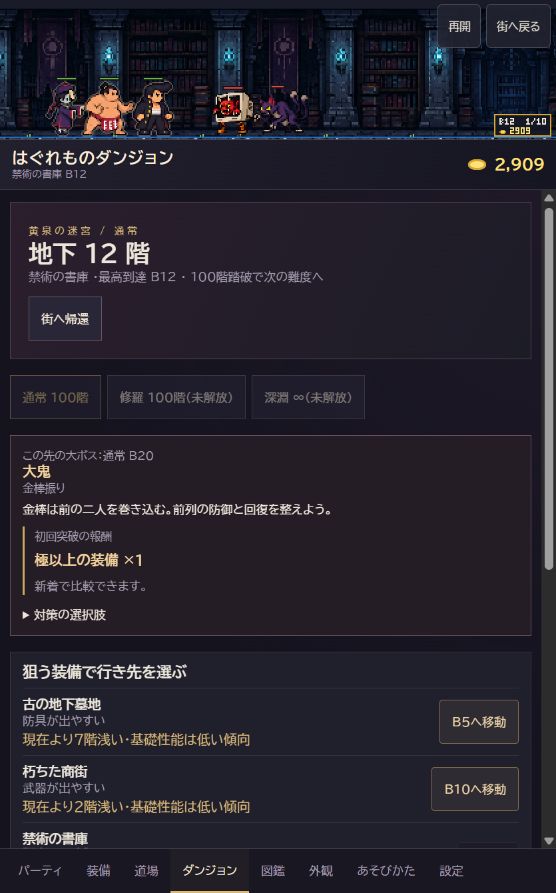 再開
街へ戻る
B12 1/10
2909
はぐれものダンジョン
禁術の書庫 B12
2,909
黄泉の迷宮 / 通常
地下 12 階
禁術の書庫 ・最高到達 B12 ・ 100階踏破で次の難度へ
街へ帰還
通常 100階
修羅 100階(未解放)
深淵 ∞(未解放)
この先の大ボス:通常 B20
大鬼
金棒振り
金棒は前の二人を巻き込む。前列の防御と回復を整えよう。
初回突破の報酬
極以上の装備 ×1
新着で比較できます。
▶ 対策の選択肢
狙う装備で行き先を選ぶ
古の地下墓地
防具が出やすい
現在より7階浅い・基礎性能は低い傾向
B5へ移動
朽ちた商街
武器が出やすい
現在より2階浅い・基礎性能は低い傾向
B10へ移動
禁術の書庫
パーティ
装備
道場
ダンジョン
図鑑
外観
あそびかた
設定